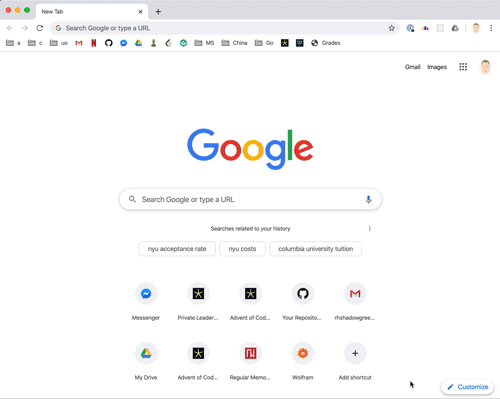 New Tab
Search Google or type a URL
a c uo MS China Go Grades
Gmail Images
Google
Search Google or type a URL
Searches related to your history
nyu acceptance rate nyu costs columbia university tuition
Messenger Private Leader... Advent of Cod... Your Reposito... rhshadowgree...
My Drive Advent of Cod... Regular Memo... Wolfram Add shortcut
Customize